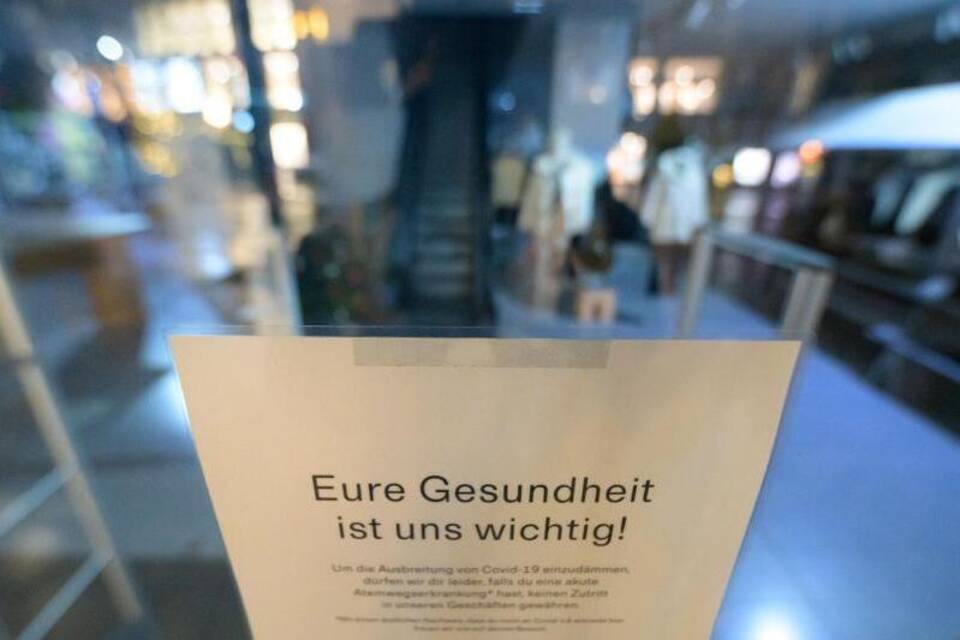 Eure Gesundheit
ist uns wichtig!
Um die Ausbreitung von Covid-19 einzudämmen,
dürfen wir dir leider, falls du eine akute
Atemwegserkrankung* hast, keinen Zutritt
in unseren Geschäften gewähren.